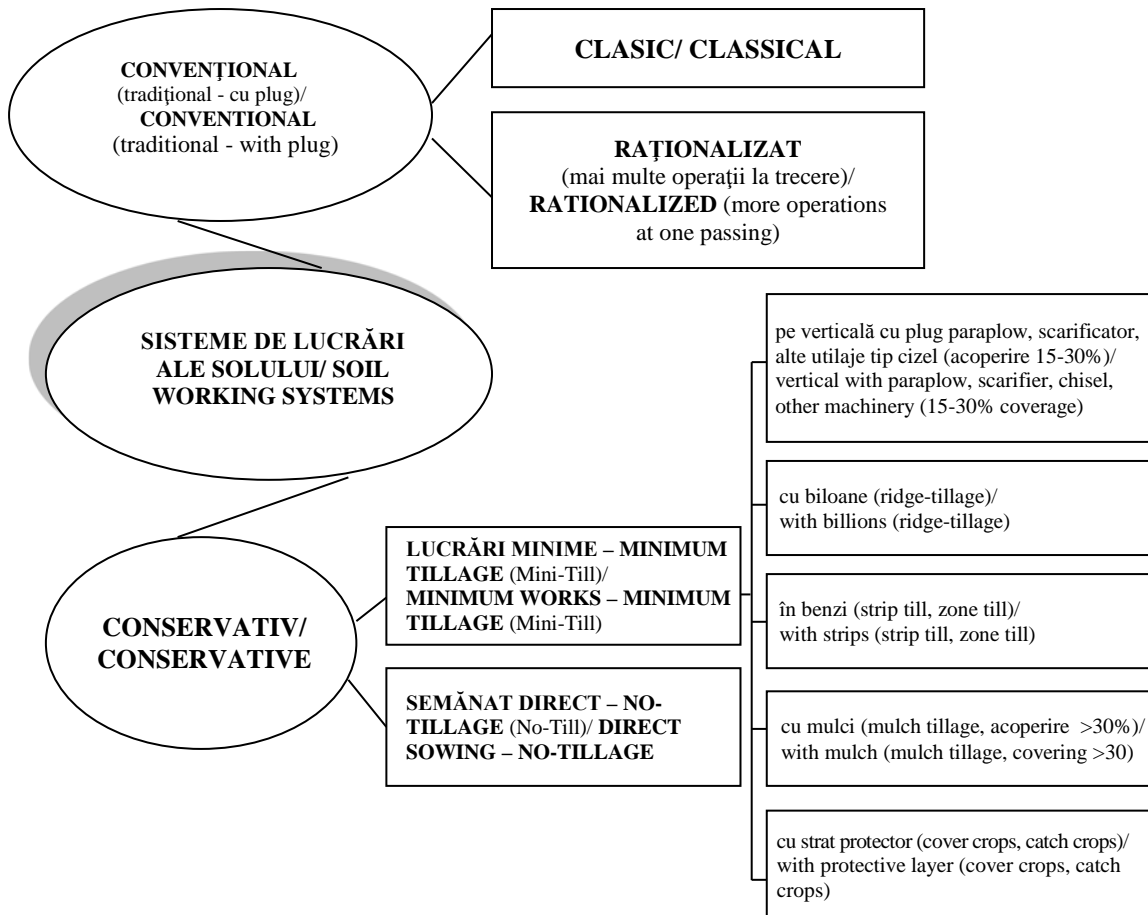 CONVENŢIONAL
(tradiţional - cu plug)/
CONVENTIONAL
(traditional - with plug)
CLASIC/ CLASSICAL
RAŢIONALIZAT
(mai multe operaţii la trecere)/
RATIONALIZED (more operations
at one passing)
SISTEME DE LUCRĂRI
ALE SOLULUI/ SOIL
WORKING SYSTEMS
CONSERVATIV/
CONSERVATIVE
LUCRĂRI MINIME – MINIMUM
TILLAGE (Mini-Till)/
MINIMUM WORKS – MINIMUM
TILLAGE (Mini-Till)
SEMĂNAT DIRECT – NO-
TILLAGE (No-Till)/ DIRECT
SOWING – NO-TILLAGE
pe verticală cu plug paraplow, scarificator,
alte utilaje tip cizel (acoperire 15-30%)/
vertical with paraplow, scarifier, chisel,
other machinery (15-30% coverage)
cu biloane (ridge-tillage)/
with billions (ridge-tillage)
în benzi (strip till, zone till)/
with strips (strip till, zone till)
cu mulci (mulch tillage, acoperire >30%)/
with mulch (mulch tillage, covering >30)
cu strat protector (cover crops, catch crops)/
with protective layer (cover crops, catch
crops)